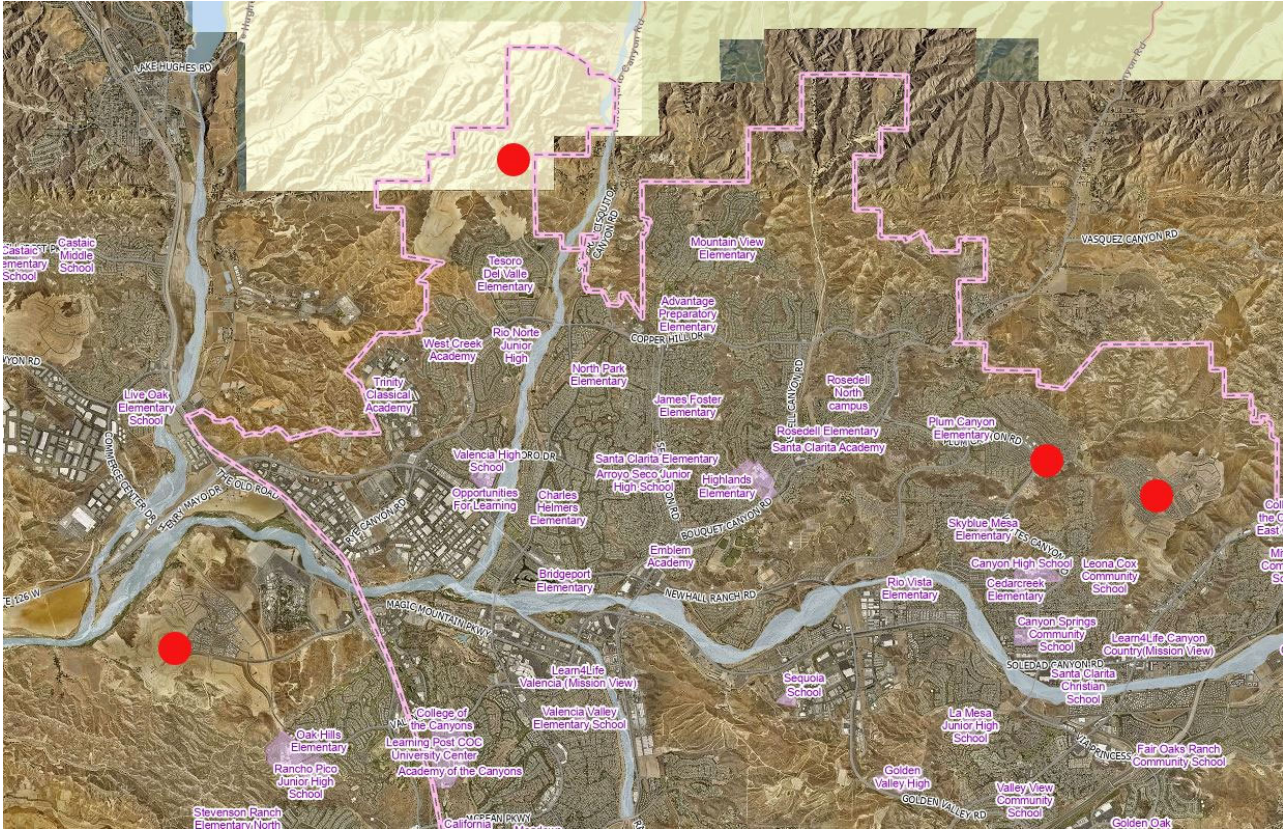 LAKE HUGHES RD
Canyon Rd
VASQUEZ CANYON RD
CANYON RD
Castaic
Middle
School
Castaic
School
Mountain View
Elementary
Tesoro
Del Valle
Elementary
Advantage
Preparatory
Elementary
COPPER HILL DR
West Creek
Academy
Rio Norte
Junior
High
North Park
Elementary
Trinity
Classical
Academy
Live Oak
Elementary
School
James Foster
Elementary
Rosedell
North
campus
Plum Canyon
Elementary
Rosedell Elementary
Santa Clarita Academy
Valencia High
School
Santa Clarita Elementary
Arroyo Seco Junior
High School
Highlands
Elementary
COMMERCE CENTER DR
THE OLD ROAD
HENRY MAYO DR
RYE CANYON RD
Opportunities
For Learning
Charles
Helmers
Elementary
BOUQUET CANYON RD
Skyblue Mesa
Elementary
Emblem
Academy
Canyon High School
Cedarcreek
Elementary
Leona Cox
Community
School
Bridgeport
Elementary
NEWHALL RANCH RD
Rio Vista
Elementary
126 W
MAGIC MOUNTAIN PKWY
Canyon Springs
Community
School
Learn4Life Canyon
Country(Mission View)
SOLEDAD CANYON RD
Santa Clarita
Christian
School
Learn4Life
Valencia (Mission View)
Sequoia
School
College of
the Canyons
Valencia Valley
Elementary School
La Mesa
Junior High
School
Oak Hills
Elementary
Learning Post COC
University Center
Academy of the Canyons
VIA PRINCESS
Fair Oaks Ranch
Community School
Rancho Pico
Junior High
School
Golden
Valley High
GOLDEN VALLEY RD
Valley View
Community
School
Stevenson Ranch
Elementary North
MCBEAN PKWY
California
Golden Oak